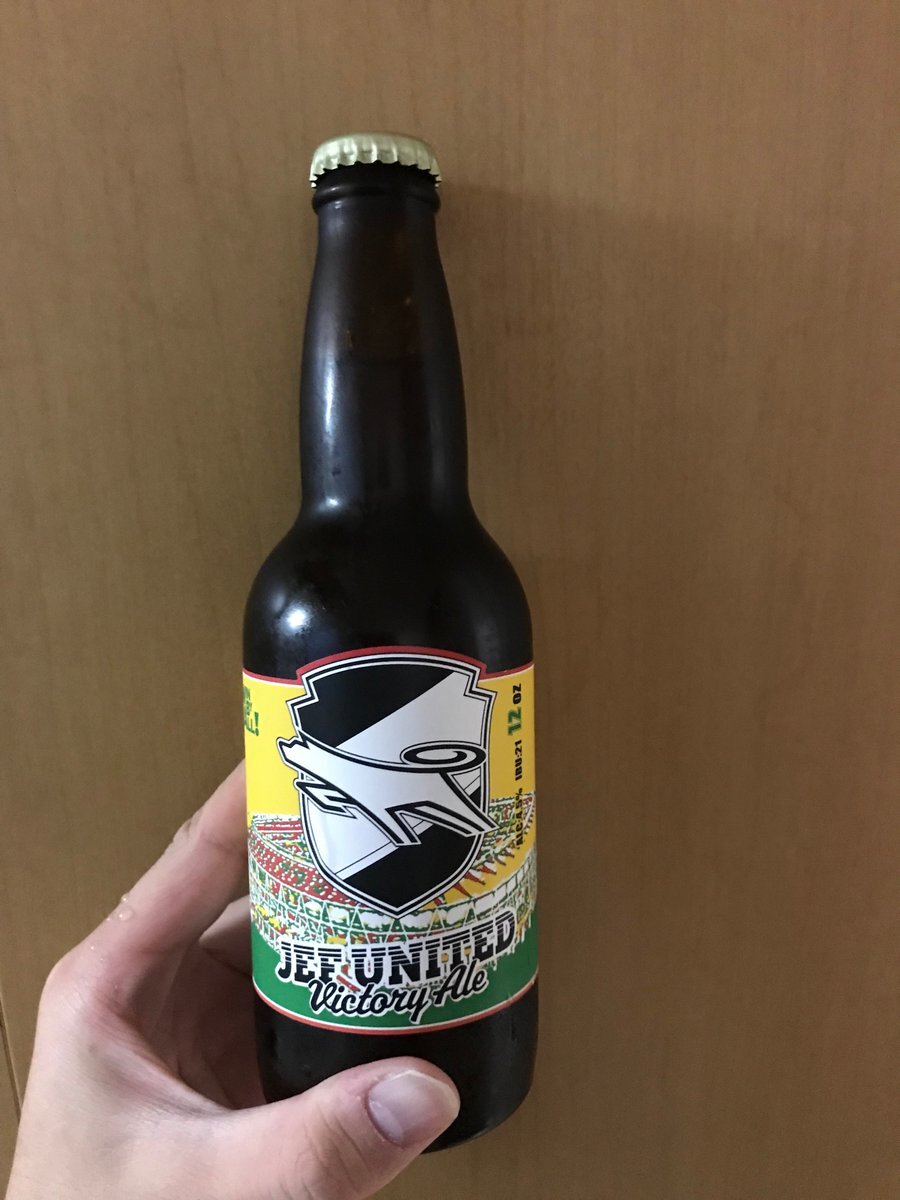 12 OZ
IBU:21
JEF UNITED
Victory Ale